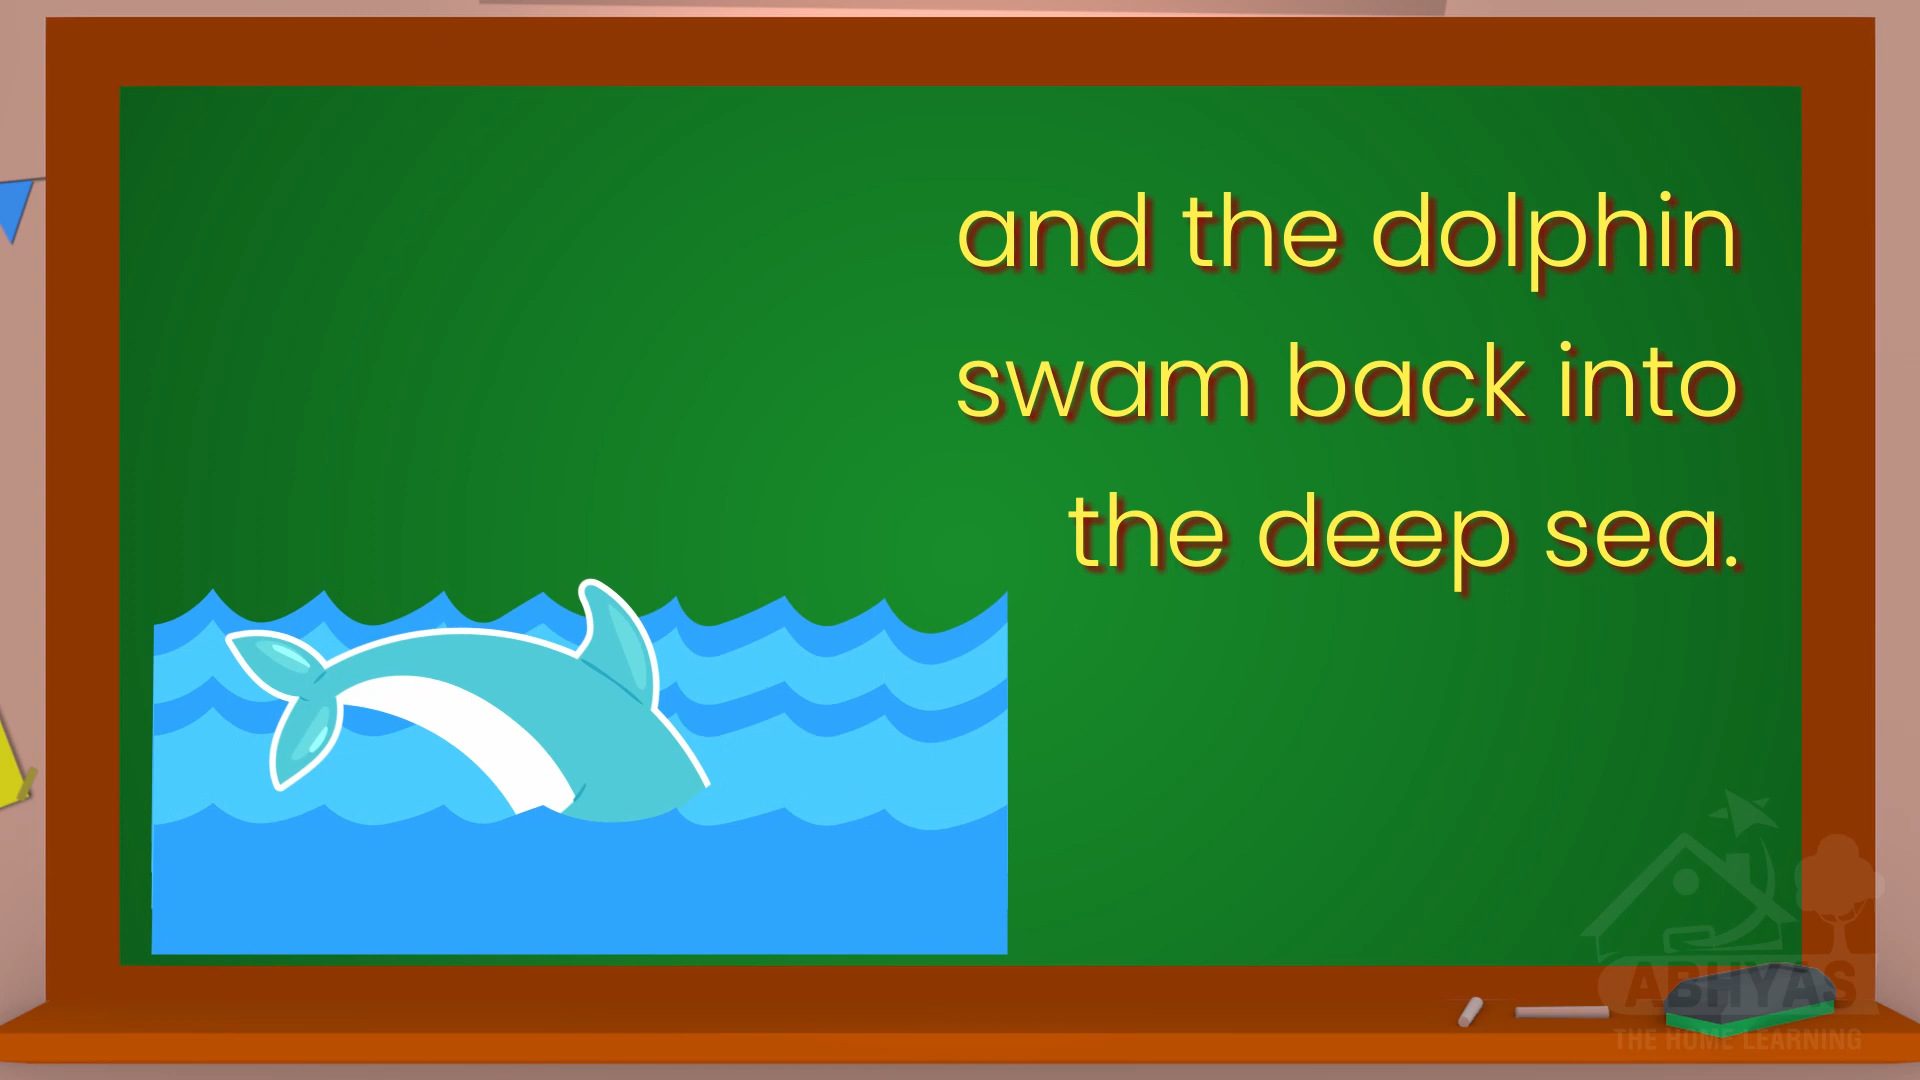 and the dolphin
swam back into
the deep sea.
ABHYAS
THE HOME LEARNING